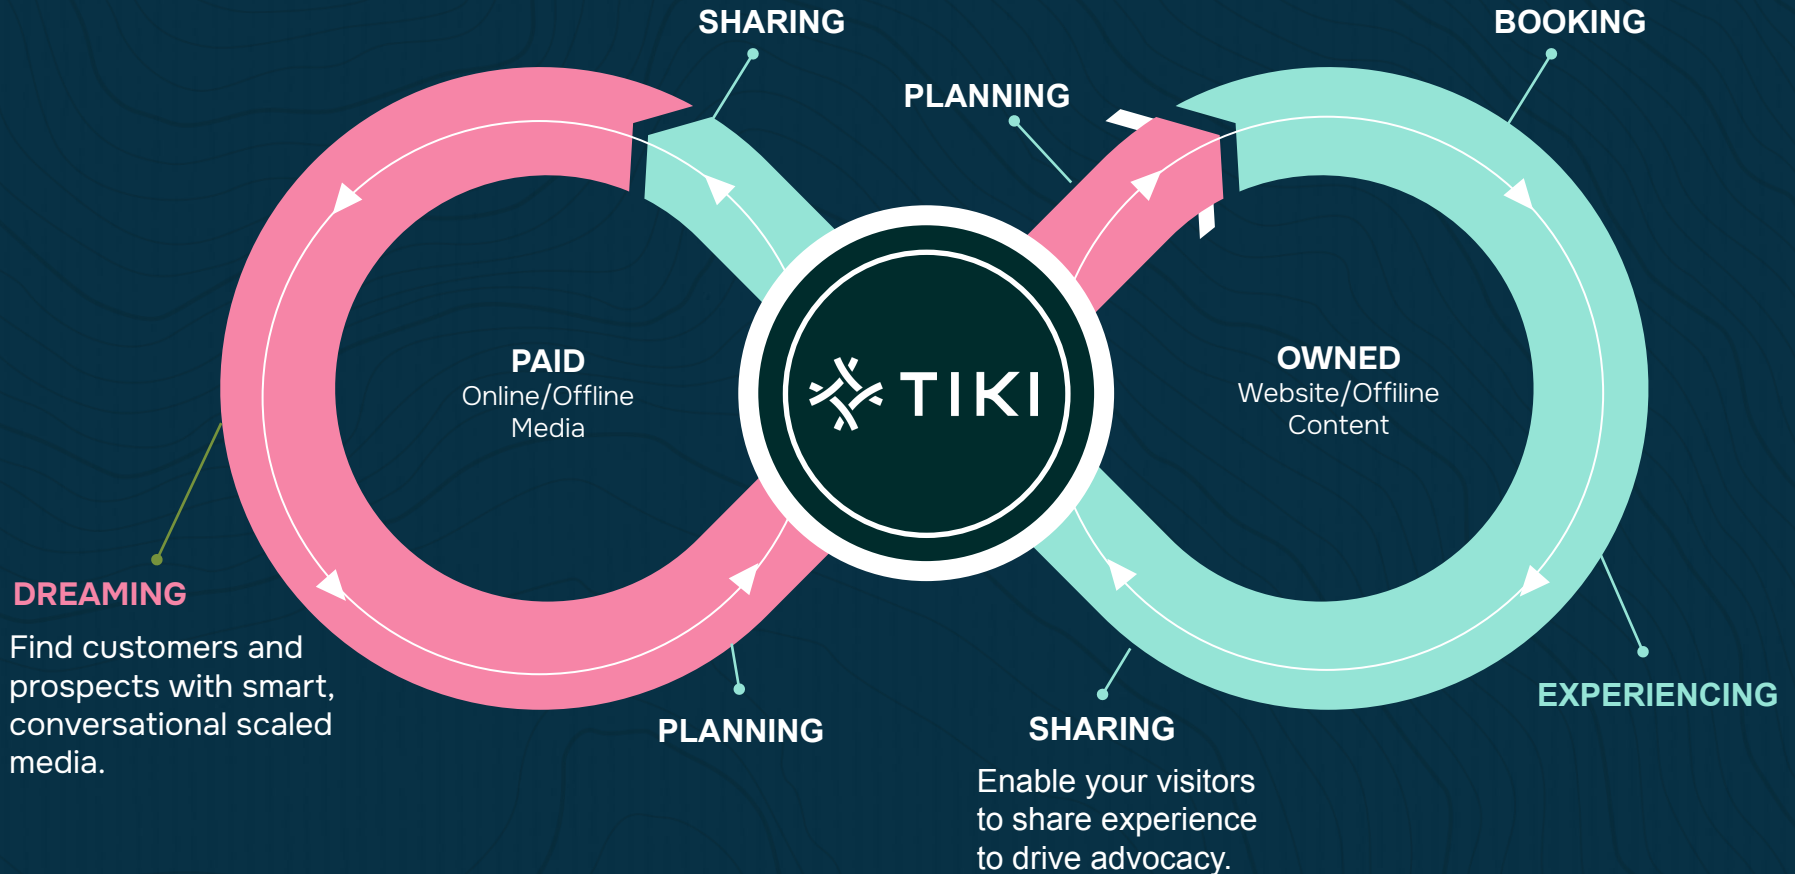 SHARING
BOOKING
PLANNING
PAID
Online/Offline
Media
TIKI
OWNED
Website/Offiline
Content
DREAMING
Find customers and
prospects with smart,
conversational scaled
media.
PLANNING
SHARING
Enable your visitors
to share experience
to drive advocacy.
EXPERIENCING